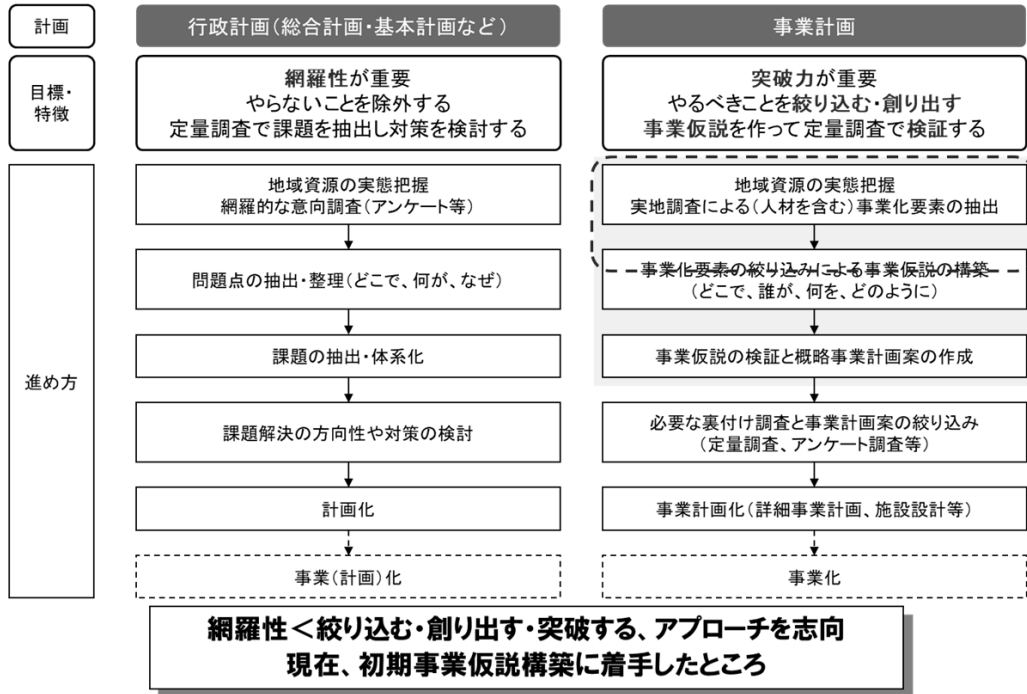 計画
行政計画(総合計画・基本計画など)
事業計画
目標・
特徴
網羅性が重要
やらないことを除外する
定量調査で課題を抽出し対策を検討する
突破力が重要
やるべきことを絞り込む・創り出す
事業仮説を作って定量調査で検証する
進め方
地域資源の実態把握
網羅的な意向調査(アンケート等)
問題点の抽出・整理(どこで、何が、なぜ)
課題の抽出・体系化
課題解決の方向性や対策の検討
計画化
事業(計画)化
地域資源の実態把握
実地調査による(人材を含む)事業化要素の抽出
事業化要素の絞り込みによる事業仮説の構築
(どこで、誰が、何を、どのように)
事業仮説の検証と概略事業計画案の作成
必要な裏付け調査と事業計画案の絞り込み
(定量調査、アンケート調査等)
事業計画化(詳細事業計画、施設設計等)
事業化
網羅性<絞り込む・創り出す・突破する、アプローチを志向
現在、初期事業仮説構築に着手したところ